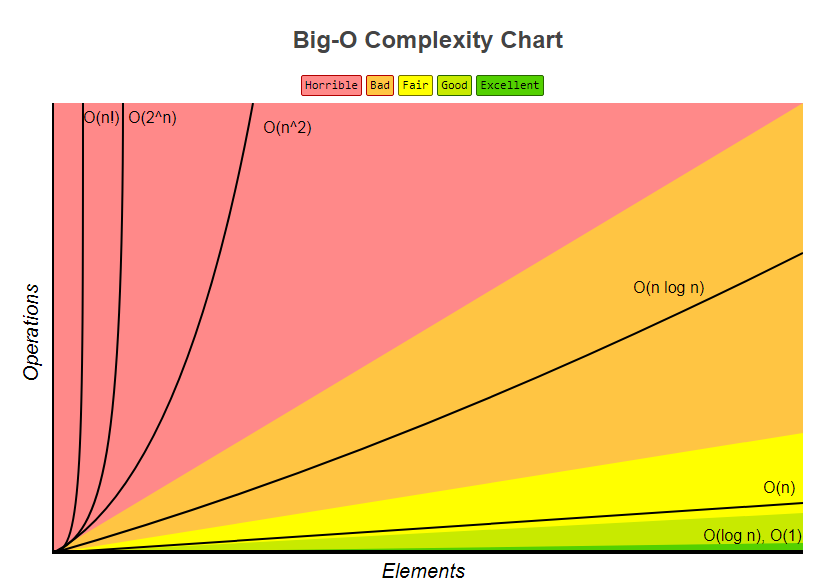 Big-O Complexity Chart
Horrible Bad Fair Good Excellent
O(n!) O(2^n)
O(n^2)
O(n log n)
O(n)
O(log n), O(1)
Operations
Elements